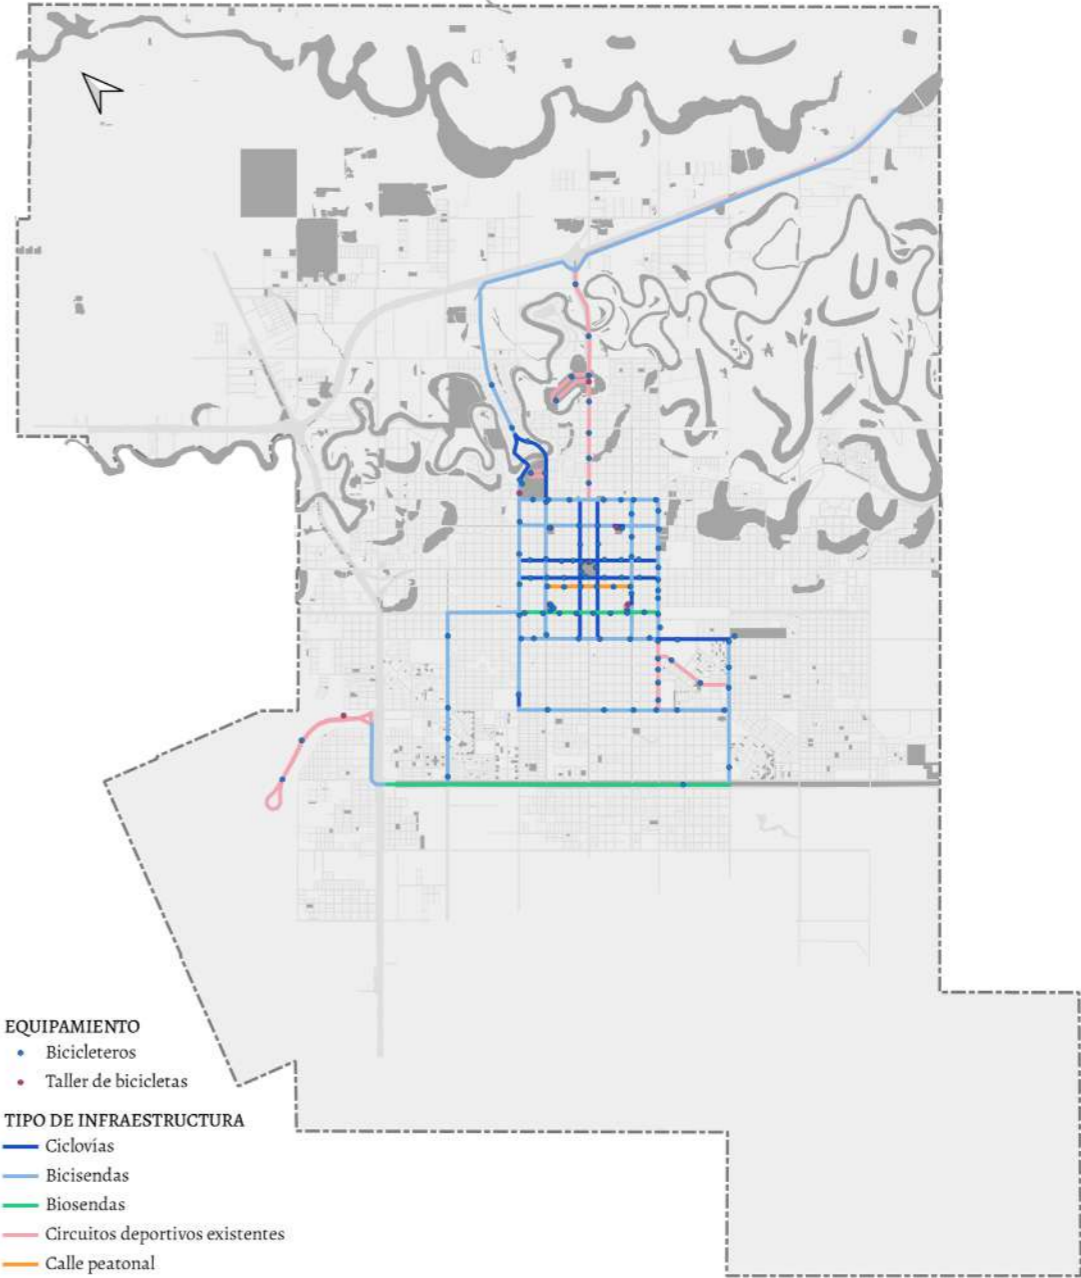 EQUIPAMIENTO
Bicicleteros
Taller de bicicletas
TIPO DE INFRAESTRUCTURA
Ciclovías
Bicisendas
Biosendas
Circuitos deportivos existentes
Calle peatonal